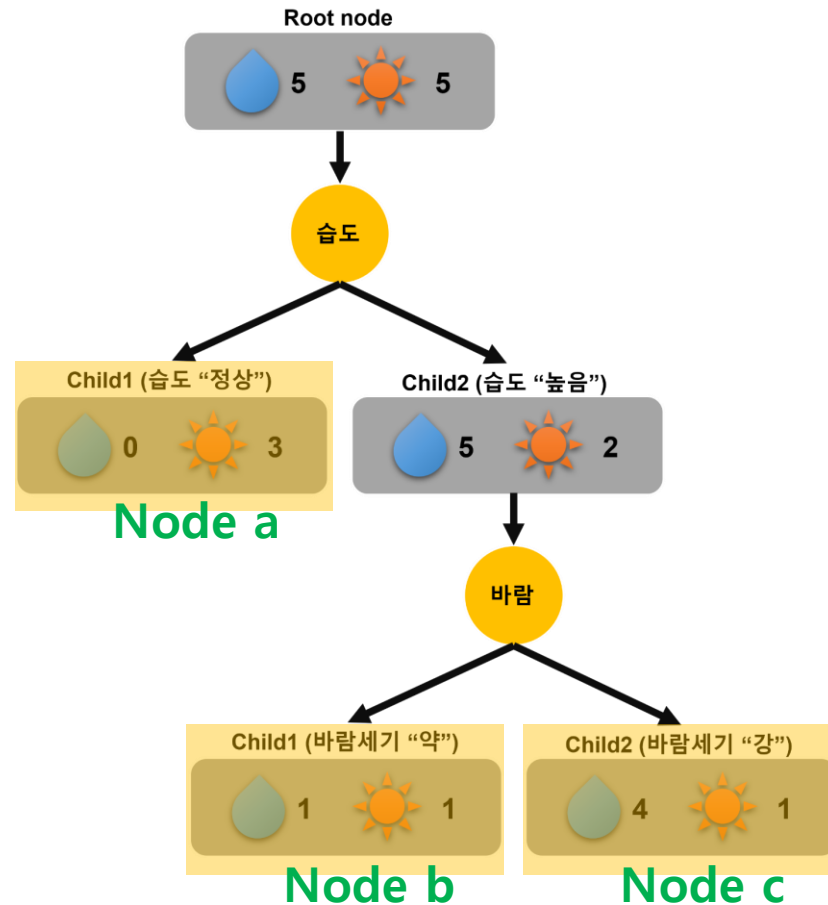 Root node
5 5
습도
Child1 (습도 “정상”)
0 3
Node a
Child2 (습도 “높음”)
5 2
바람
Child1 (바람세기 “약”)
1 1
Node b
Child2 (바람세기 “강”)
4 1
Node c